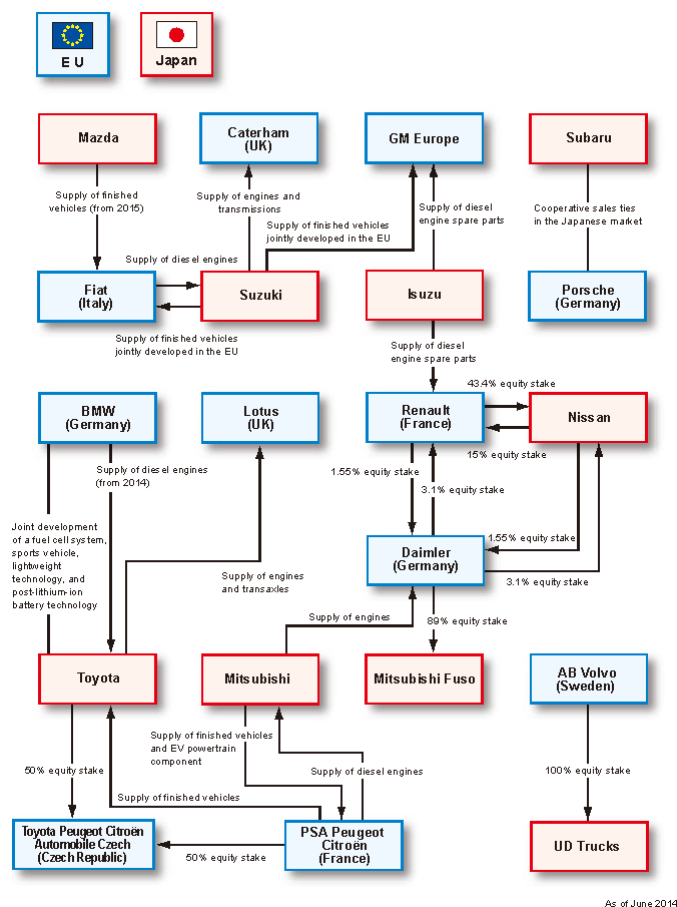 EU
Japan
Mazda
Caterham
(UK)
GM Europe
Subaru
Supply of finished
vehicles (from 2015)
Supply of engines and
transmissions
Supply of finished vehicles
jointly developed in the EU
Supply of diesel
engine spare parts
Cooperative sales ties
in the Japanese market
Supply of diesel engines
Fiat
(Italy)
Suzuki
Isuzu
Porsche
(Germany)
Supply of finished vehicles
jointly developed in the EU
Supply of diesel
engine spare parts
BMW
(Germany)
Lotus
(UK)
Renault
(France)
43.4% equity stake
Nissan
15% equity stake
Supply of diesel engines
(from 2014)
1.55% equity stake
3.1% equity stake
Joint development
of a fuel cell system,
sports vehicle,
lightweight
technology, and
post-lithium-ion
battery technology
Daimler
(Germany)
1.55% equity stake
3.1% equity stake
Supply of engines
and transaxles
Supply of engines
89% equity stake
Toyota
Mitsubishi
Mitsubishi Fuso
AB Volvo
(Sweden)
Supply of finished vehicles
and EV powertrain
component
50% equity stake
Supply of diesel engines
100% equity stake
Supply of finished vehicles
Toyota Peugeot Citroën
Automobile Czech
(Czech Republic)
50% equity stake
PSA Peugeot
Citroën
(France)
UD Trucks
As of June 2014